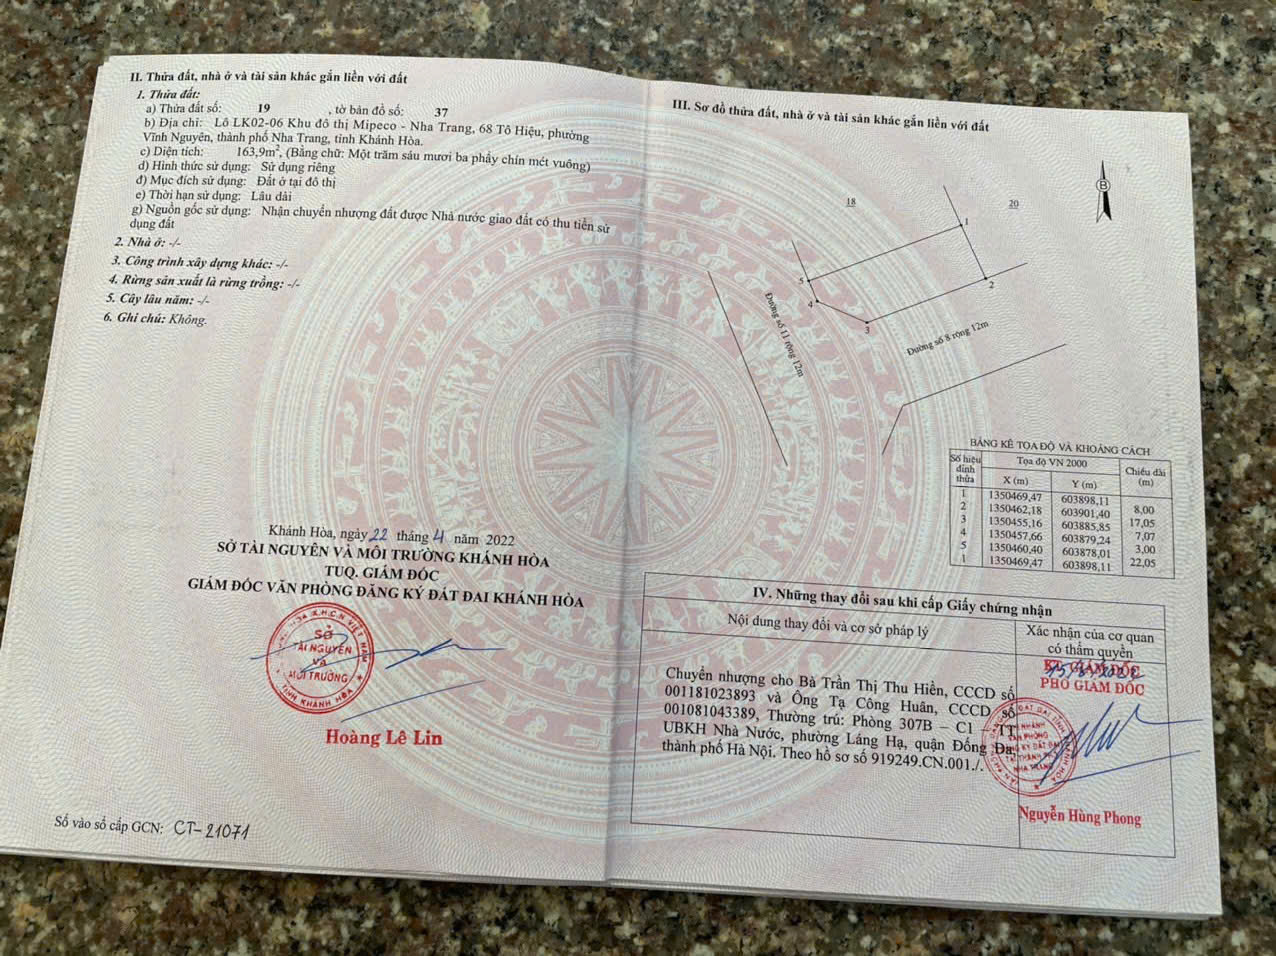 II. Thửa đất, nhà ở và tài sản khác gắn liền với đất
1. Thửa đất:
a) Thửa đất số: 19 , tờ bản đồ số: 37
b) Địa chỉ: Lô LK02-06 Khu đô thị Mipeco - Nha Trang, 68 Tô Hiệu, phường
Vĩnh Nguyên, thành phố Nha Trang, tỉnh Khánh Hòa.
c) Diện tích: 163,9m², (Bằng chữ: Một trăm sáu mươi ba phẩy chín mét vuông)
d) Hình thức sử dụng: Sử dụng riêng
đ) Mục đích sử dụng: Đất ở tại đô thị
e) Thời hạn sử dụng: Lâu dài
g) Nguồn gốc sử dụng: Nhận chuyển nhượng đất được Nhà nước giao đất có thu tiền sử
dụng đất
2. Nhà ở: -/-
3. Công trình xây dựng khác: -/-
4. Rừng sản xuất là rừng trồng: -/-
5. Cây lâu năm: -/-
6. Ghi chú: Không.
Khánh Hòa, ngày 22 tháng 4 năm 2022
SỞ TÀI NGUYÊN VÀ MÔI TRƯỜNG KHÁNH HÒA
TUQ. GIÁM ĐỐC
GIÁM ĐỐC VĂN PHÒNG ĐĂNG KÝ ĐẤT ĐAI KHÁNH HÒA
SỞ
TÀI NGUYÊN
VÀ
MÔI TRƯỜNG
TỈNH KHÁNH HÒA
Hoàng Lê Lin
Số vào sổ cấp GCN: CT-21071
III. Sơ đồ thửa đất, nhà ở và tài sản khác gắn liền với đất
B
18
20
1
2
3
4
5
Đường số 11 rộng 12m
Đường số 8 rộng 12m
BẢNG KÊ TỌA ĐỘ VÀ KHOẢNG CÁCH
Số hiệu đỉnh thửa
Tọa độ VN 2000
Chiều dài (m)
X (m) Y (m)
1 1350469,47 603898,11
8,00
2 1350462,18 603901,40
17,05
3 1350455,16 603885,85
7,07
4 1350457,66 603879,24
3,00
5 1350460,40 603878,01
22,05
1 1350469,47 603898,11
IV. Những thay đổi sau khi cấp Giấy chứng nhận
Nội dung thay đổi và cơ sở pháp lý
Xác nhận của cơ quan
có thẩm quyền
Chuyển nhượng cho Bà Trần Thị Thu Hiền, CCCD số
001181023893 và Ông Tạ Công Huân, CCCD số
001081043389, Thường trú: Phòng 307B – C1 – TT
UBKH Nhà Nước, phường Láng Hạ, quận Đống Đa,
thành phố Hà Nội. Theo hồ sơ số 919249.CN.001./.
KT. GIÁM ĐỐC
PHÓ GIÁM ĐỐC
Nguyễn Hùng Phong